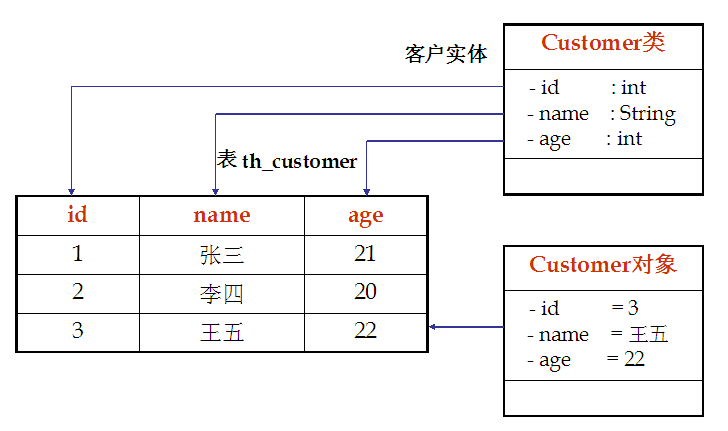 客户实体
Customer类
- id : int
- name : String
- age : int
表 th_customer
id name age
1 张三 21
2 李四 20
3 王五 22
Customer对象
- id = 3
- name = 王五
- age = 22